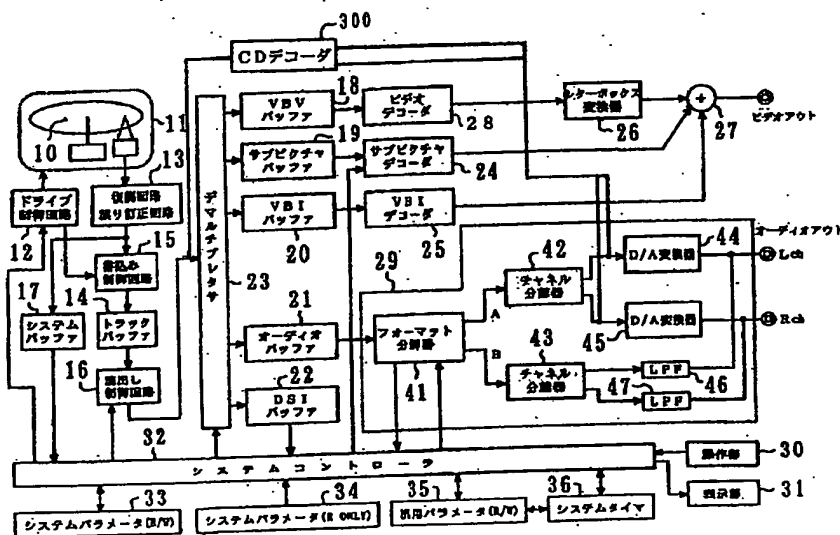 300
CDデコーダ
18
VBV
バッファ
ビデオ
デコーダ
28
レターボックス
変換器
26
27
ビデオアウト
19
サブピクチャ
バッファ
サブピクチャ
デコーダ
24
VBI
バッファ
20
VBI
デコーダ
25
10
11
13
ドライブ
制御回路
12
復調回路
誤り訂正回路
15
書込み
制御回路
14
17
システム
バッファ
トラック
バッファ
16
読出し
制御回路
デマルチプレクサ
23
21
オーディオ
バッファ
22
DSI
バッファ
29
フォーマット
分離器
41
A
B
42
チャネル
分離器
43
チャネル
分離器
オーディオアウト
44
D/A変換器
Lch
D/A変換器
45
Rch
LPF
46
47
LPF
32
システムコントローラ
操作部
30
表示部
31
33
システムパラメータ(R/W)
34
システムパラメータ(R ONLY)
35
汎用パラメータ(R/W)
36
システムタイマ